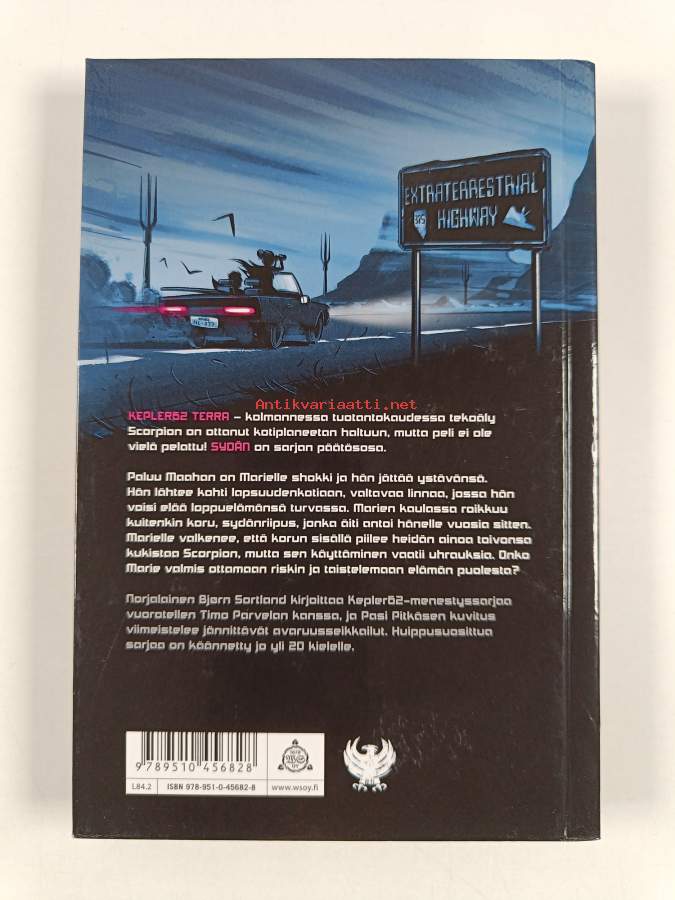 EXTRATERRESTRIAL
375 HIGHWAY
Antikvariaatti.net
KEPLER62 TERRA – kolmannessa tuotantokaudessa tekoäly
Scorpion on ottanut kotiplaneetan haltuun, mutta peli ei ole
vielä pelattu! SYDÄN on sarjan päätösosa.
Paluu Maahan on Marielle shokki ja hän jättää ystävänsä.
Hän lähtee kohti lapsuudenkotiaan, valtavaa linnaa, jossa hän
voisi elää loppuelämänsä turvassa. Marien kaulassa roikkuu
kuitenkin koru, sydänriipus, jonka äiti antoi hänelle vuosia sitten.
Marielle valkenee, että korun sisällä piilee heidän ainoa toivonsa
kukistaa Scorpion, mutta sen käyttäminen vaatii uhrauksia. Onko
Marie valmis ottamaan riskin ja taistelemaan elämän puolesta?
Norjalainen Bjørn Sortland kirjoittaa Kepler62-menestyssarjaa
vuorotellen Timo Parvelan kanssa, ja Pasi Pitkäsen kuvitus
viimeistelee jännittävät avaruusseikkailut. Huippusuosittua
sarjaa on käännetty jo yli 20 kielelle.
9 789510 456828
L84.2 ISBN 978-951-0-45682-8 www.wsoy.fi